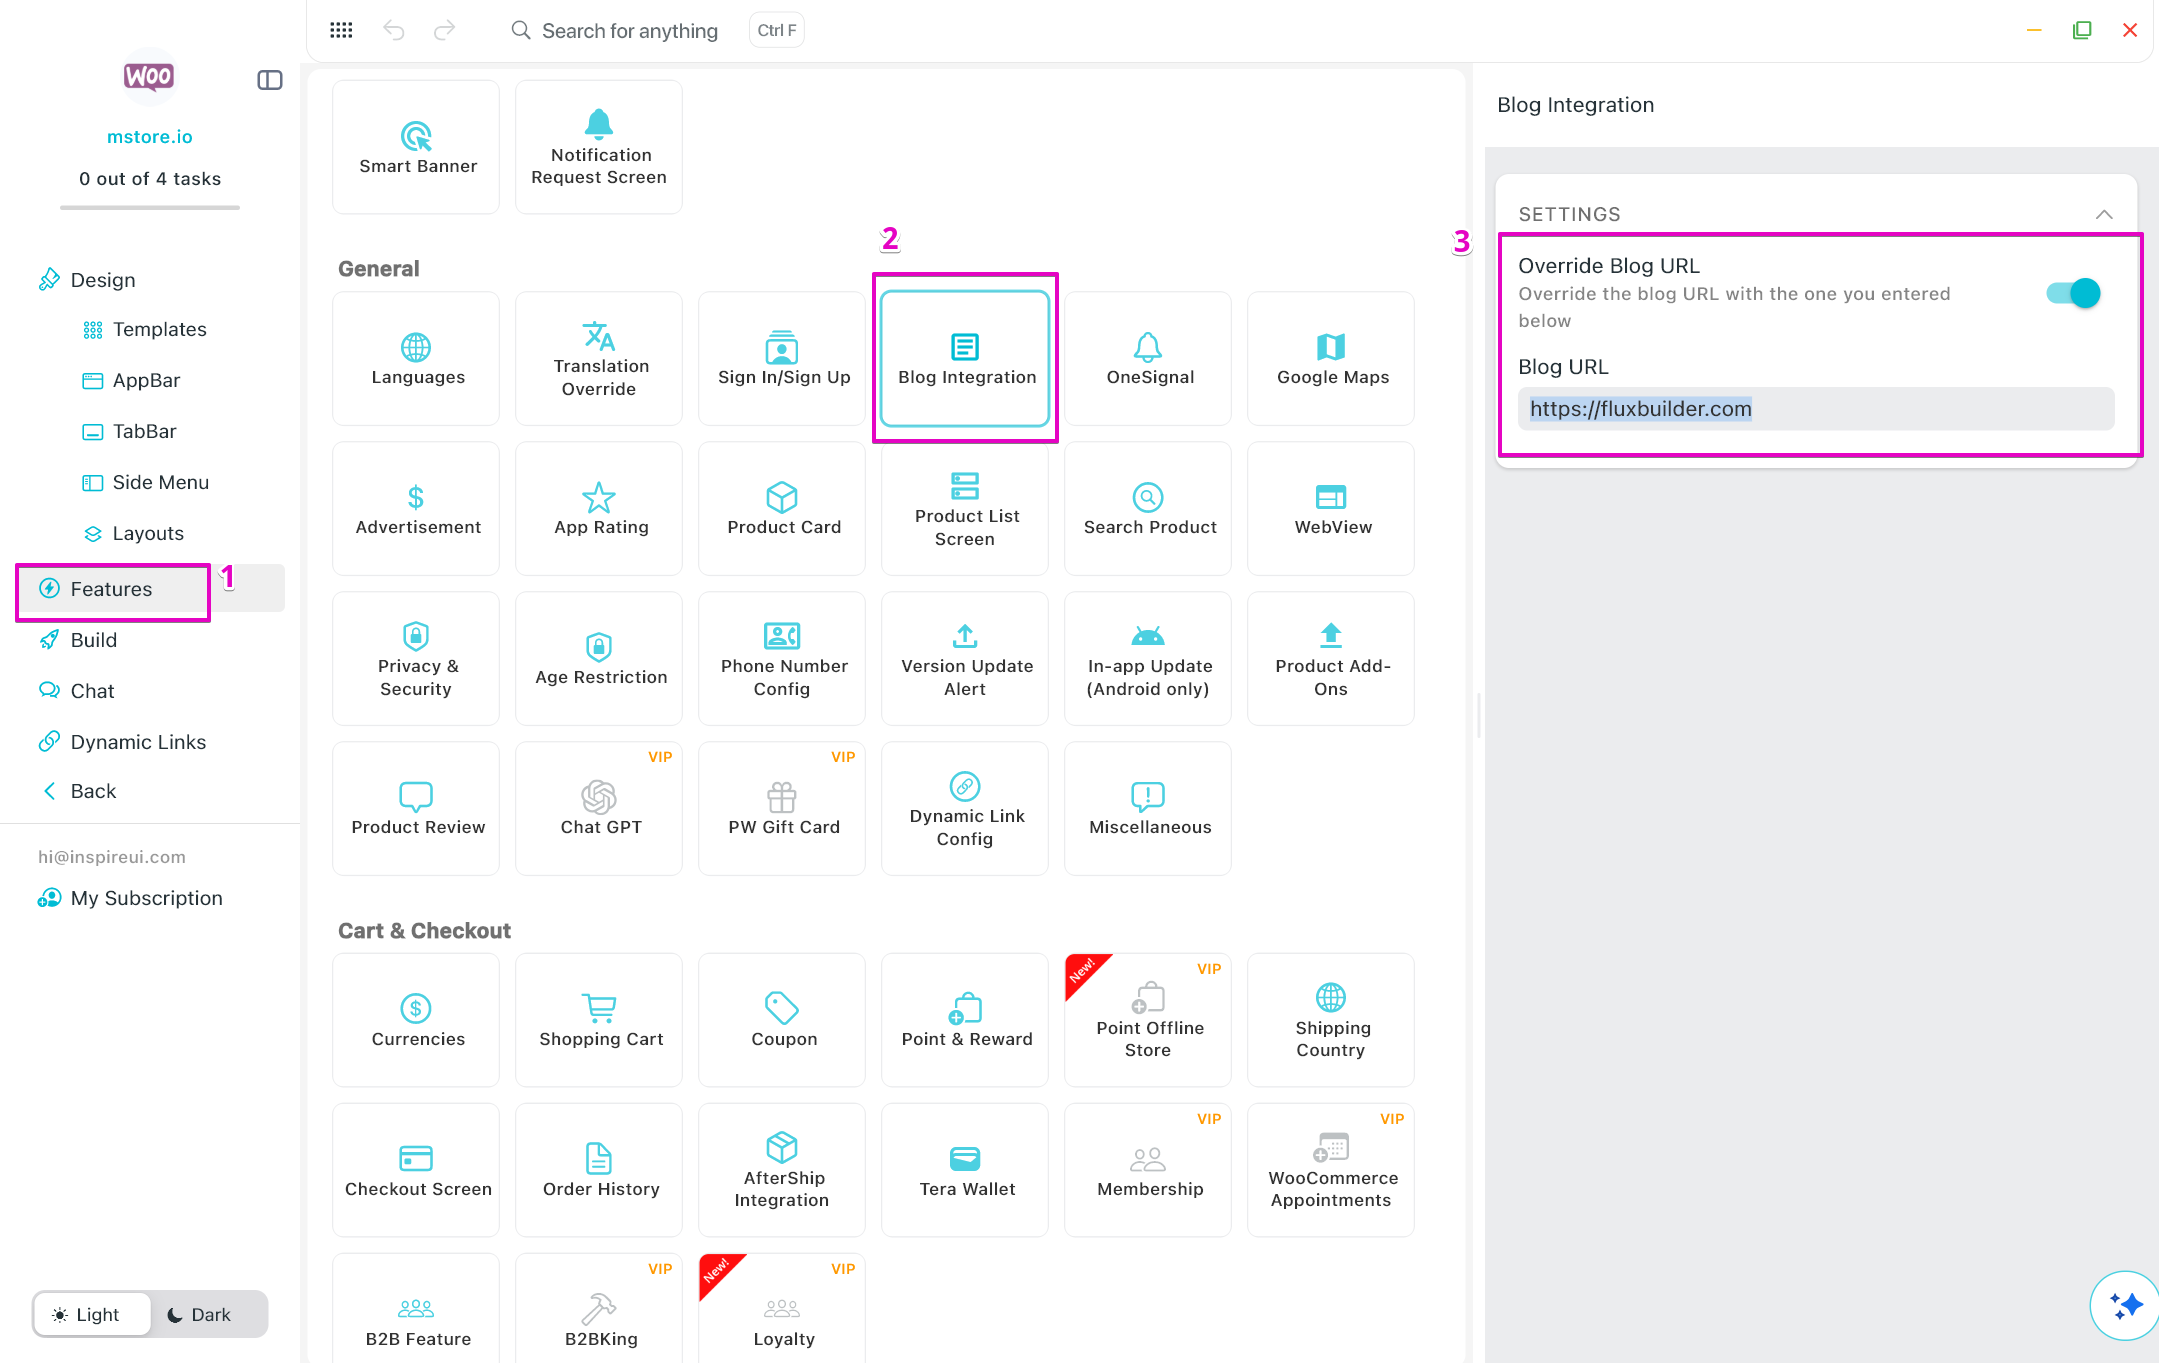 Search for anything
Ctrl F
WOO
mstore.io
0 out of 4 tasks
Design
Templates
AppBar
TabBar
Side Menu
Layouts
Features
1
Build
Chat
Dynamic Links
Back
hi@inspireui.com
My Subscription
Light
Dark
Smart Banner
Notification
Request Screen
2
General
Languages
Translation
Override
Sign In/Sign Up
Blog Integration
OneSignal
Google Maps
Advertisement
App Rating
Product Card
Product List
Screen
Search Product
WebView
Privacy &
Security
Age Restriction
Phone Number
Config
Version Update
Alert
In-app Update
(Android only)
Product Add-
Ons
Product Review
VIP
Chat GPT
VIP
PW Gift Card
Dynamic Link
Config
Miscellaneous
Cart & Checkout
Currencies
Shopping Cart
Coupon
Point & Reward
New!
VIP
Point Offline
Store
Shipping
Country
Checkout Screen
Order History
AfterShip
Integration
Tera Wallet
VIP
Membership
VIP
WooCommerce
Appointments
B2B Feature
VIP
B2BKing
New!
VIP
Loyalty
Blog Integration
SETTINGS
3
Override Blog URL
Override the blog URL with the one you entered
below
Blog URL
https://fluxbuilder.com